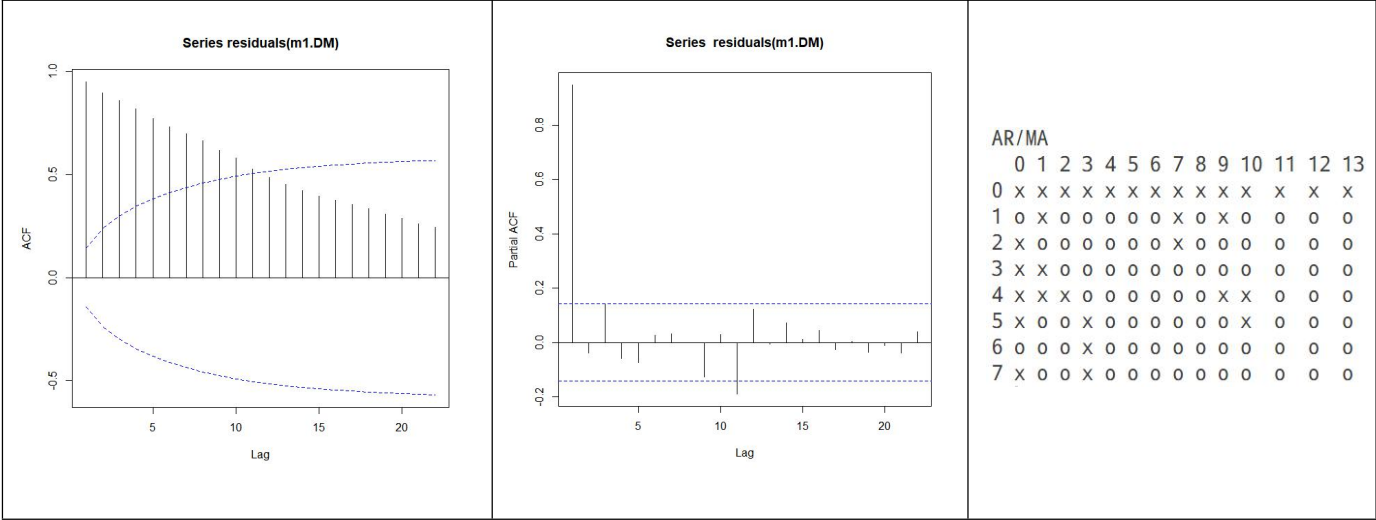 Series residuals(m1.DM)
1.0
0.5
0.0
-0.5
ACF
5 10 15 20
Lag
Series residuals(m1.DM)
0.8
0.6
0.4
0.2
0.0
-0.2
Partial ACF
5 10 15 20
Lag
AR/MA
0 1 2 3 4 5 6 7 8 9 10 11 12 13
0 x x x x x x x x x x x x x x
1 o x o o o o o x o x o o o o
2 x o o o o o o x o o o o o o
3 x x o o o o o o o o o o o o
4 x x x o o o o o o x x o o o
5 x o o x o o o o o o x o o o
6 o o o x o o o o o o o o o o
7 x o o x o o o o o o o o o o